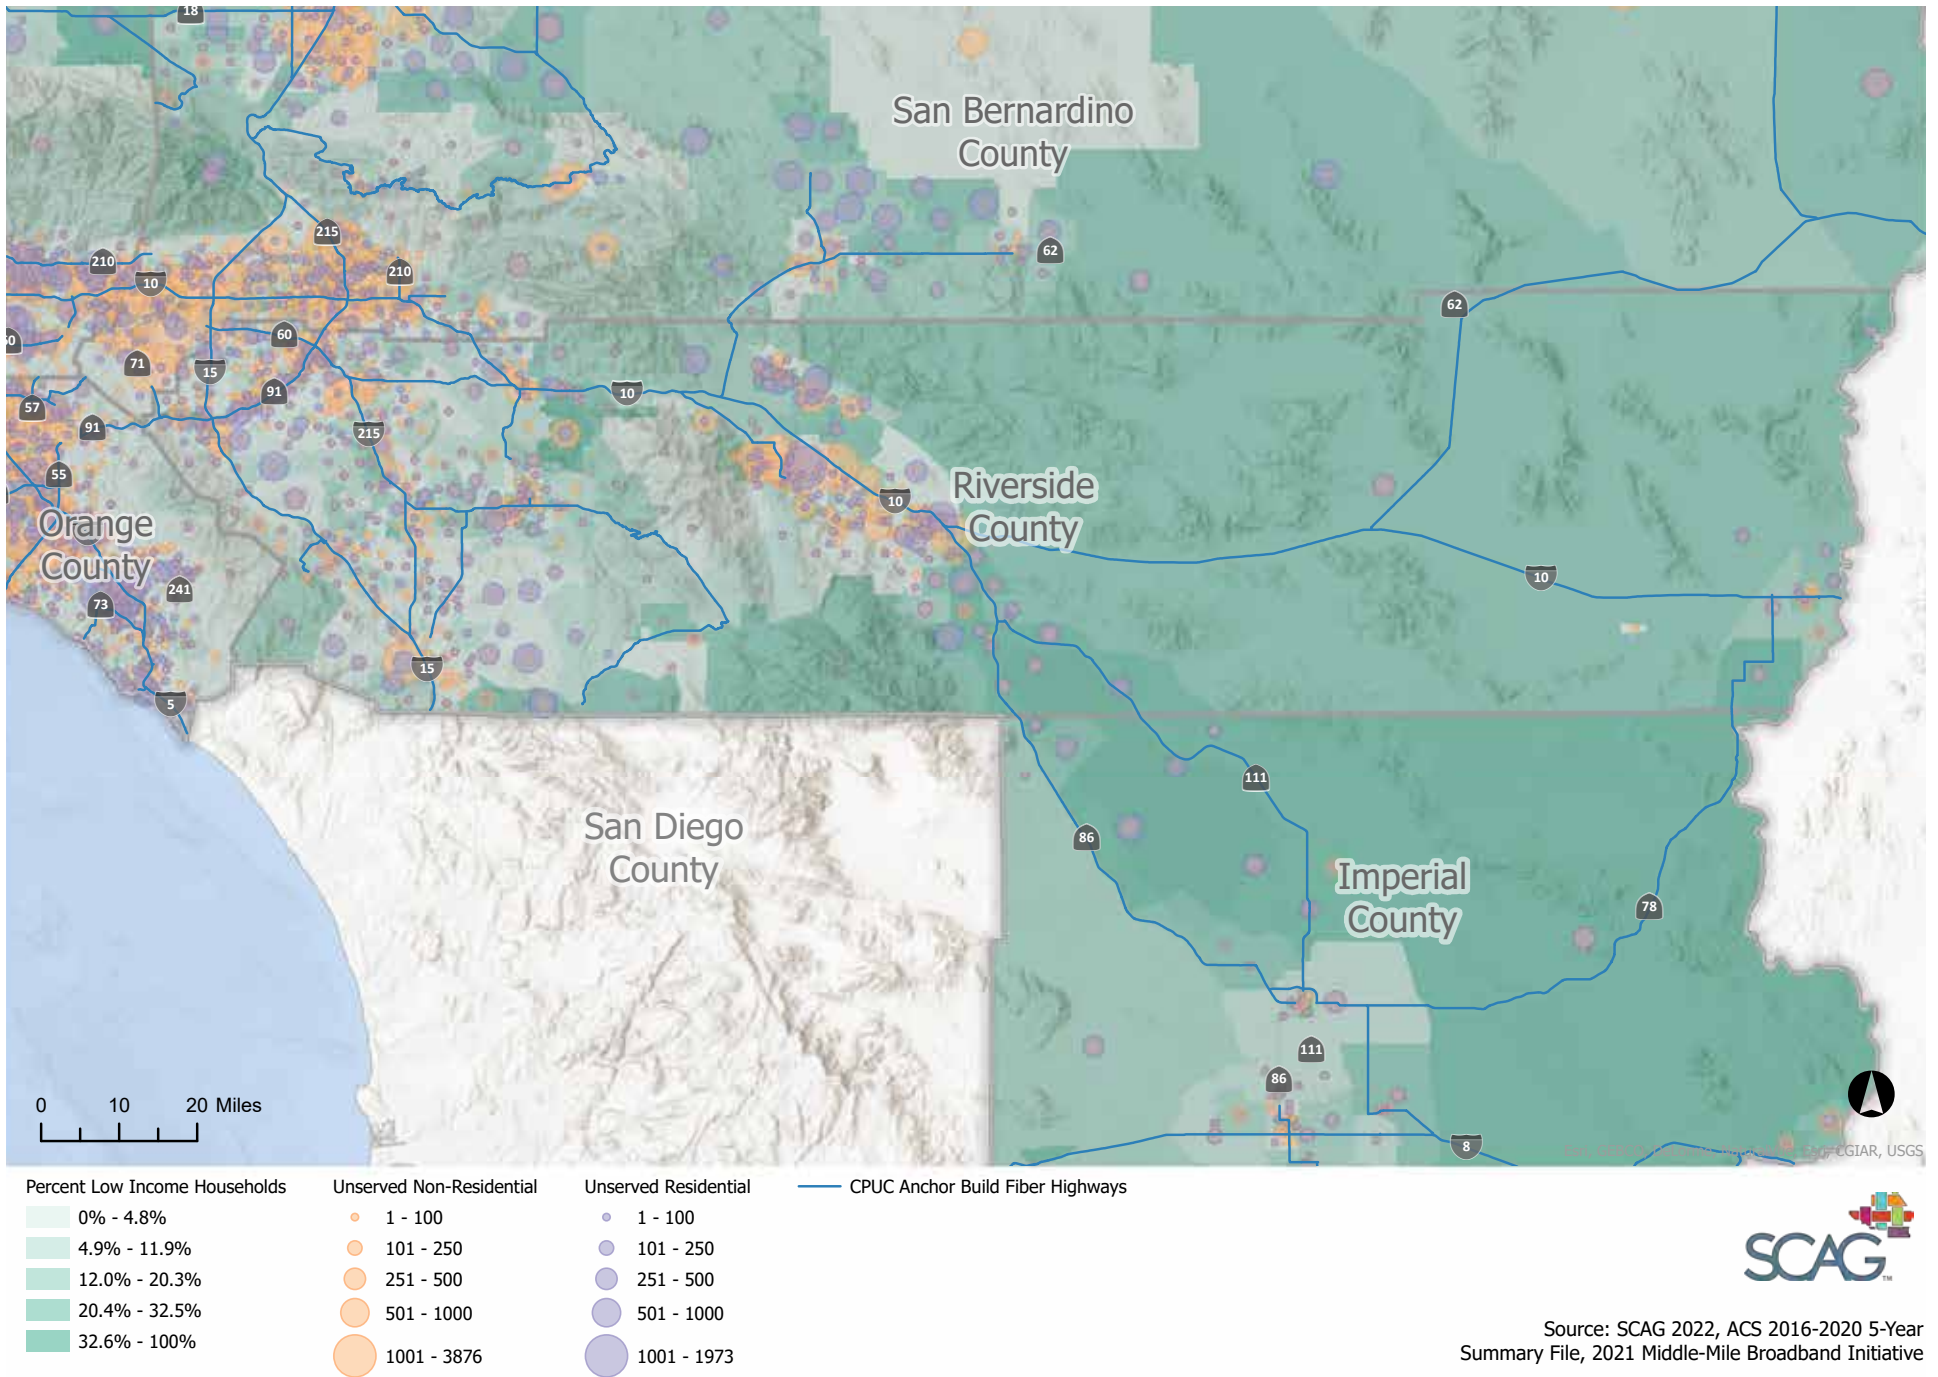 18
San Bernardino
County
215
210
210
10
62
62
60
71
15
10
57
91
91
215
55
10
Riverside
County
Orange
County
10
241
73
15
5
111
San Diego
County
86
Imperial
County
78
111
86
8
0 10 20 Miles
CGIAR, USGS
Percent Low Income Households
0% - 4.8%
4.9% - 11.9%
12.0% - 20.3%
20.4% - 32.5%
32.6% - 100%
Unserved Non-Residential
1 - 100
101 - 250
251 - 500
501 - 1000
1001 - 3876
Unserved Residential
1 - 100
101 - 250
251 - 500
501 - 1000
1001 - 1973
CPUC Anchor Build Fiber Highways
SCAG™
Source: SCAG 2022, ACS 2016-2020 5-Year
Summary File, 2021 Middle-Mile Broadband Initiative